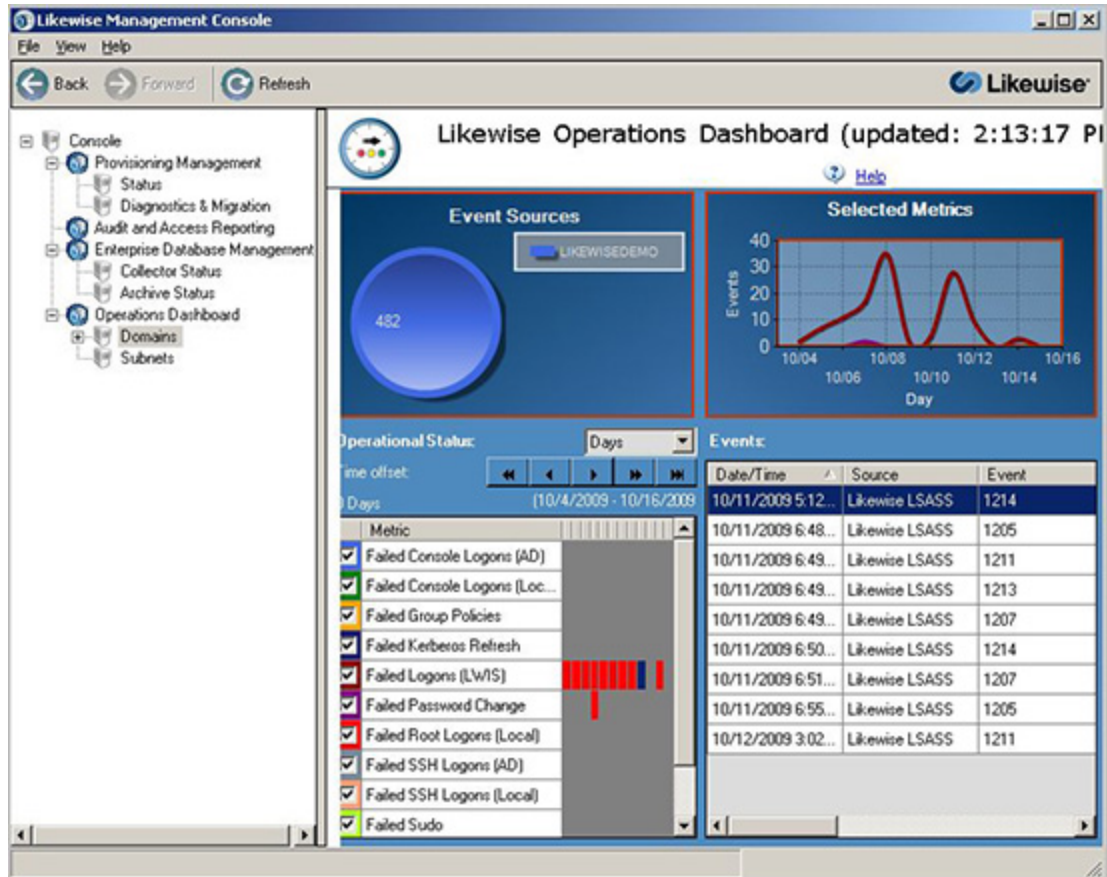 Likewise Management Console
File View Help
Back Forward Refresh
Likewise
Console
Provisioning Management
Status
Diagnostics & Migration
Audit and Access Reporting
Enterprise Database Management
Collector Status
Archive Status
Operations Dashboard
Domains
Subnets
Likewise Operations Dashboard (updated: 2:13:17 P
Help
Event Sources
LIKEWISEDEMO
482
Selected Metrics
Events
40
30
20
10
0
10/04 10/08 10/12 10/16
10/06 10/10 10/14
Day
Operational Status:
Days
Time offset:
Days
(10/4/2009 - 10/16/2009
Metric
Failed Console Logons (AD)
Failed Console Logons (Loc...
Failed Group Policies
Failed Kerberos Refresh
Failed Logons (LWIS)
Failed Password Change
Failed Root Logons (Local)
Failed SSH Logons (AD)
Failed SSH Logons (Local)
Failed Sudo
Events:
Date/Time Source Event
10/11/2009 5:12... Likewise LSASS 1214
10/11/2009 6:48... Likewise LSASS 1205
10/11/2009 6:49... Likewise LSASS 1211
10/11/2009 6:49... Likewise LSASS 1213
10/11/2009 6:49... Likewise LSASS 1207
10/11/2009 6:50... Likewise LSASS 1214
10/11/2009 6:51... Likewise LSASS 1207
10/11/2009 6:55... Likewise LSASS 1205
10/12/2009 3:02... Likewise LSASS 1211